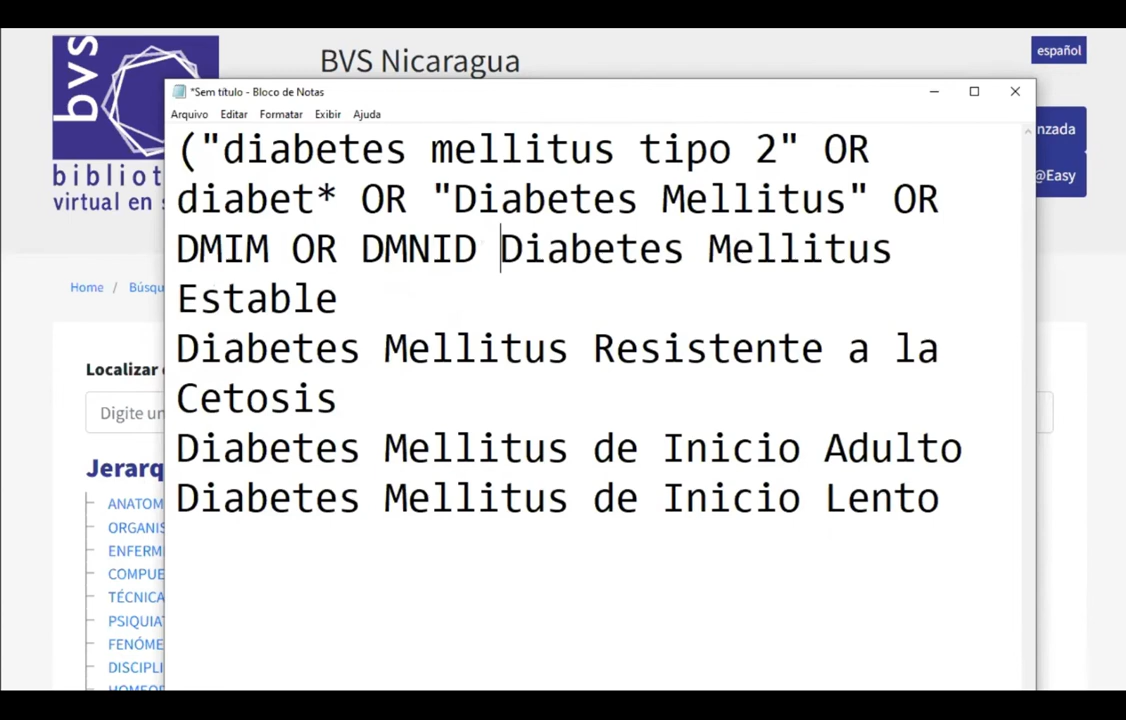 bvs
BVS Nicaragua
español
*Sem título - Bloco de Notas
Arquivo Editar Formatar Exibir Ajuda
("diabetes mellitus tipo 2" OR
diabet* OR "Diabetes Mellitus" OR
DMIM OR DMNID Diabetes Mellitus
Estable
Diabetes Mellitus Resistente a la
Cetosis
Diabetes Mellitus de Inicio Adulto
Diabetes Mellitus de Inicio Lento
bibliot
virtual en s
nzada
@Easy
Home / Búsqu
Localizar
Digite un
Jerarq
ANATOM
ORGANIS
ENFERM
COMPUE
TÉCNICA
PSIQUIAT
FENÓME
DISCIPLI
HOMEOP